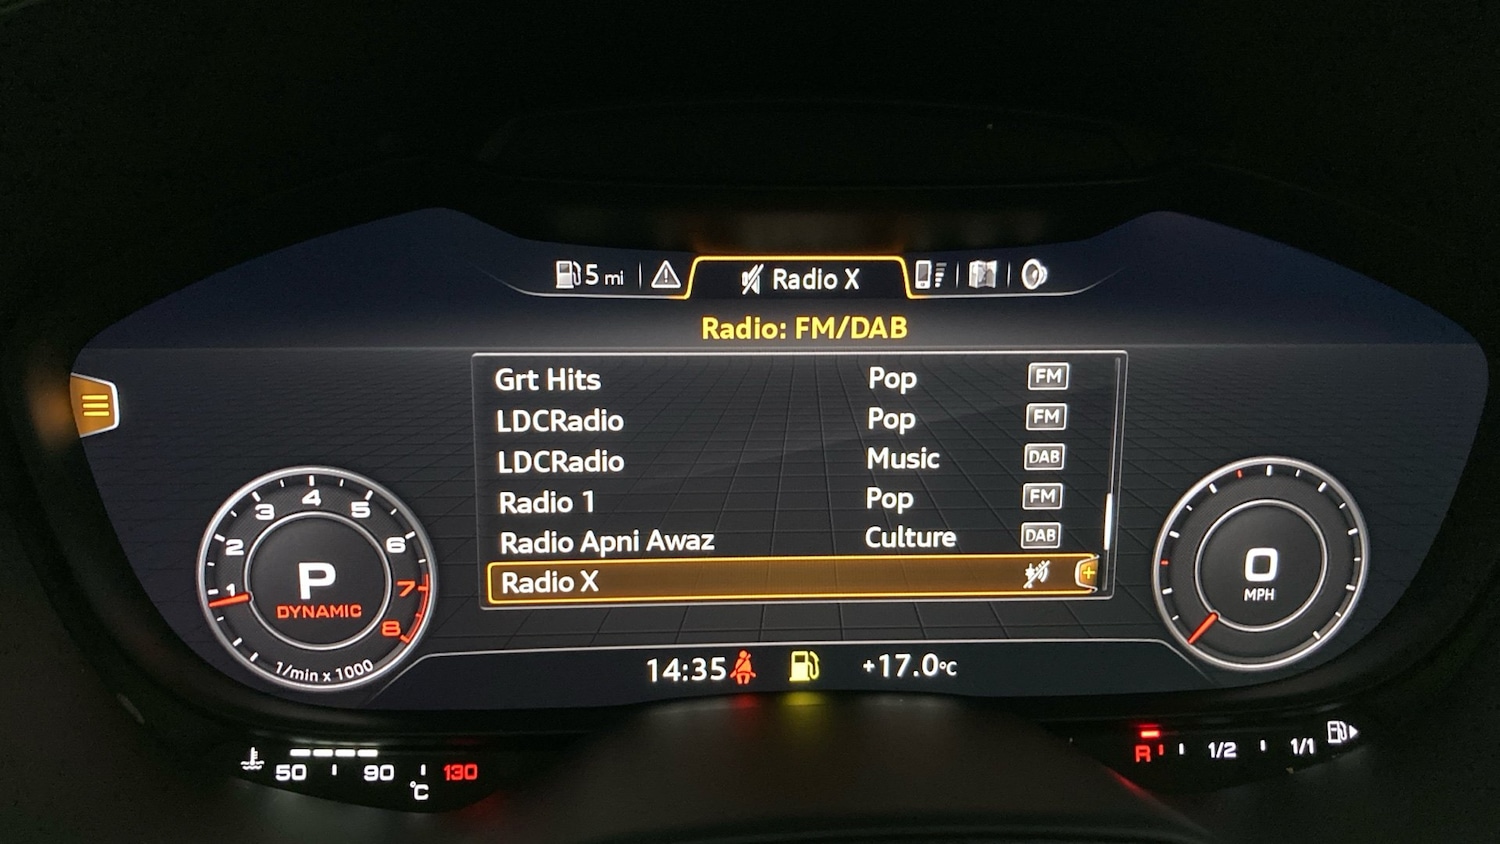 5 mi
Radio X
Radio: FM/DAB
Grt Hits Pop FM
LDCRadio Pop FM
LDCRadio Music DAB
Radio 1 Pop FM
Radio Apni Awaz Culture DAB
Radio X
1 2 3 4 5 6 7 8
P
DYNAMIC
1/min x 1000
0
MPH
14:35 +17.0°C
50 90 130
°C
R 1/2 1/1